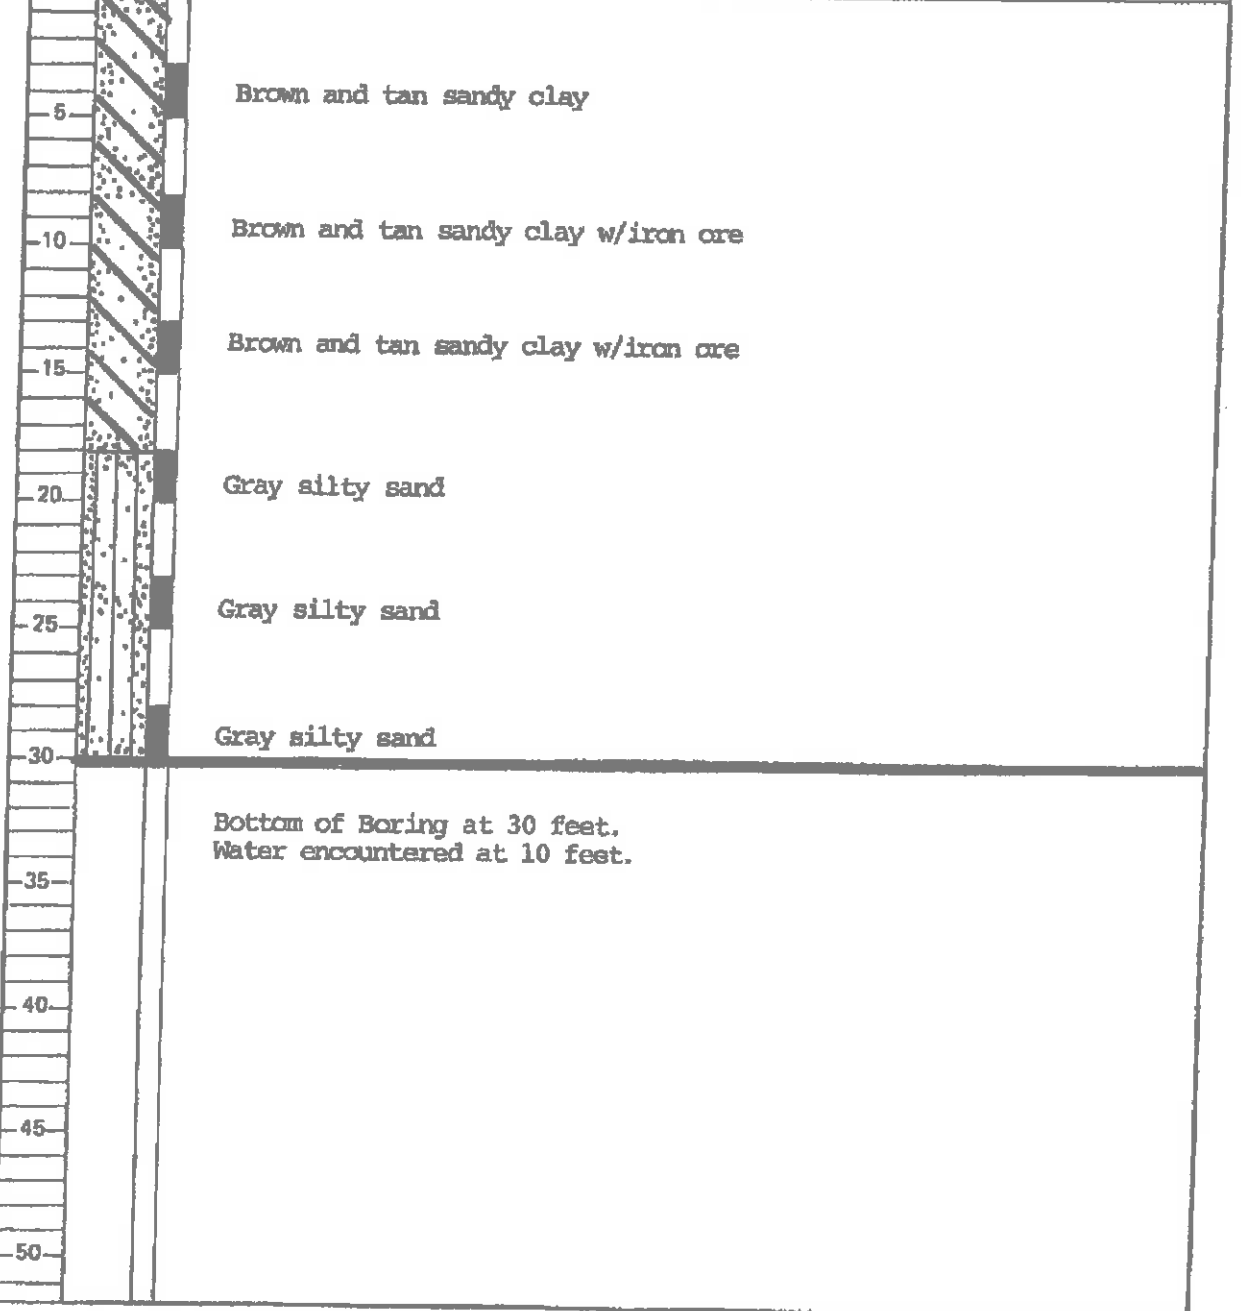 Brown and tan sandy clay
5
Brown and tan sandy clay w/iron ore
10
Brown and tan sandy clay w/iron ore
15
Gray silty sand
20
Gray silty sand
25
Gray silty sand
30
Bottom of Boring at 30 feet.
Water encountered at 10 feet.
35
40
45
50